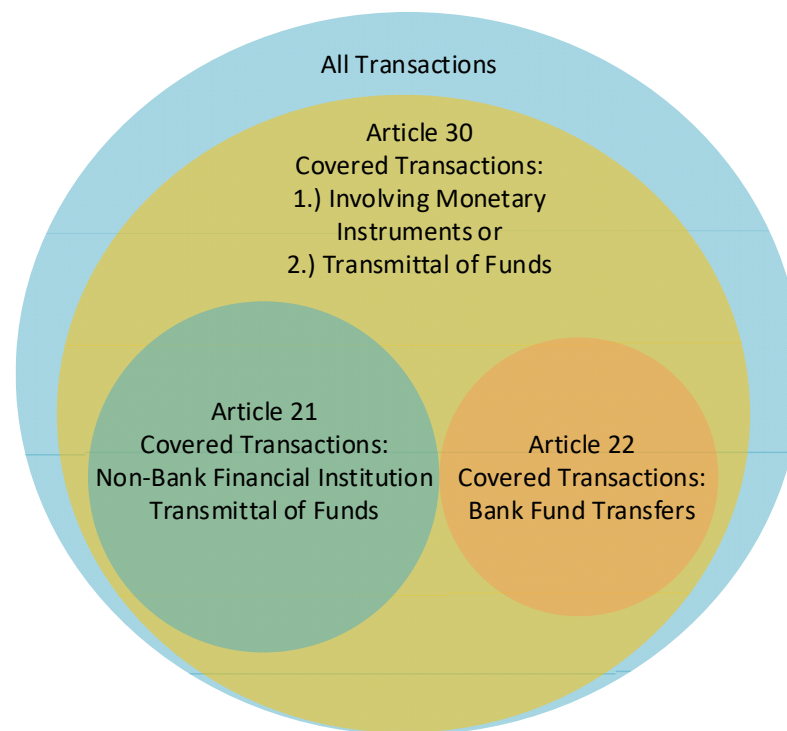 All Transactions
Article 30
Covered Transactions:
1.) Involving Monetary
Instruments or
2.) Transmittal of Funds
Article 21
Covered Transactions:
Non-Bank Financial Institution
Transmittal of Funds
Article 22
Covered Transactions:
Bank Fund Transfers